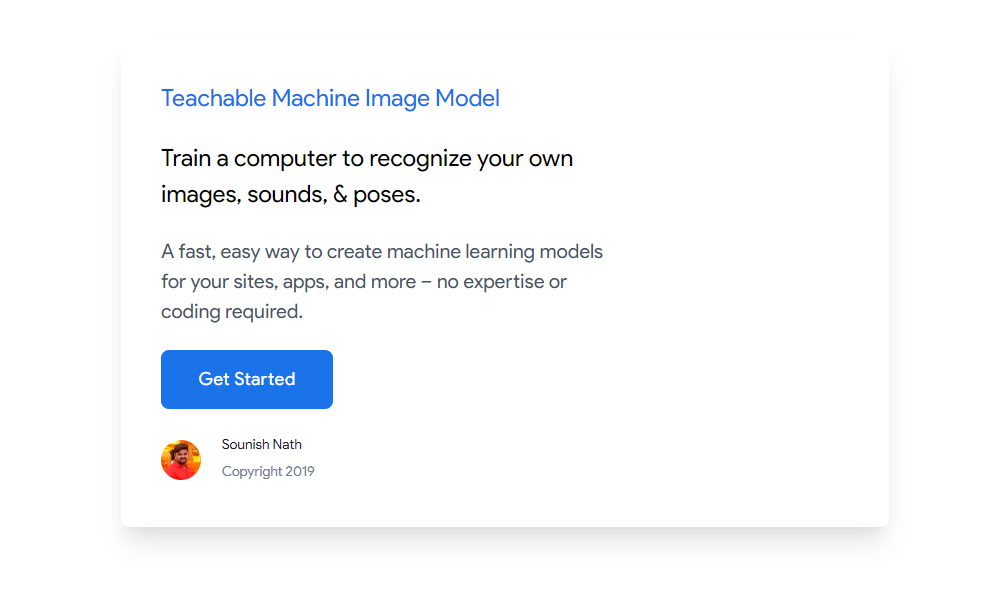 Teachable Machine Image Model
Train a computer to recognize your own
images, sounds, & poses.
A fast, easy way to create machine learning models
for your sites, apps, and more – no expertise or
coding required.
Get Started
Sounish Nath
Copyright 2019